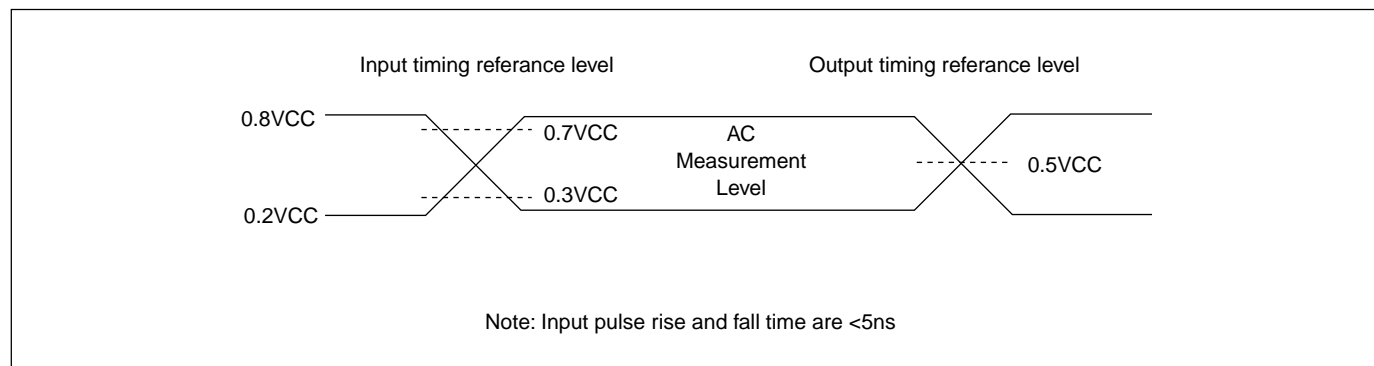 Input timing referance level
Output timing referance level
0.8VCC
0.7VCC
AC
Measurement
Level
0.5VCC
0.3VCC
0.2VCC
Note: Input pulse rise and fall time are <5ns